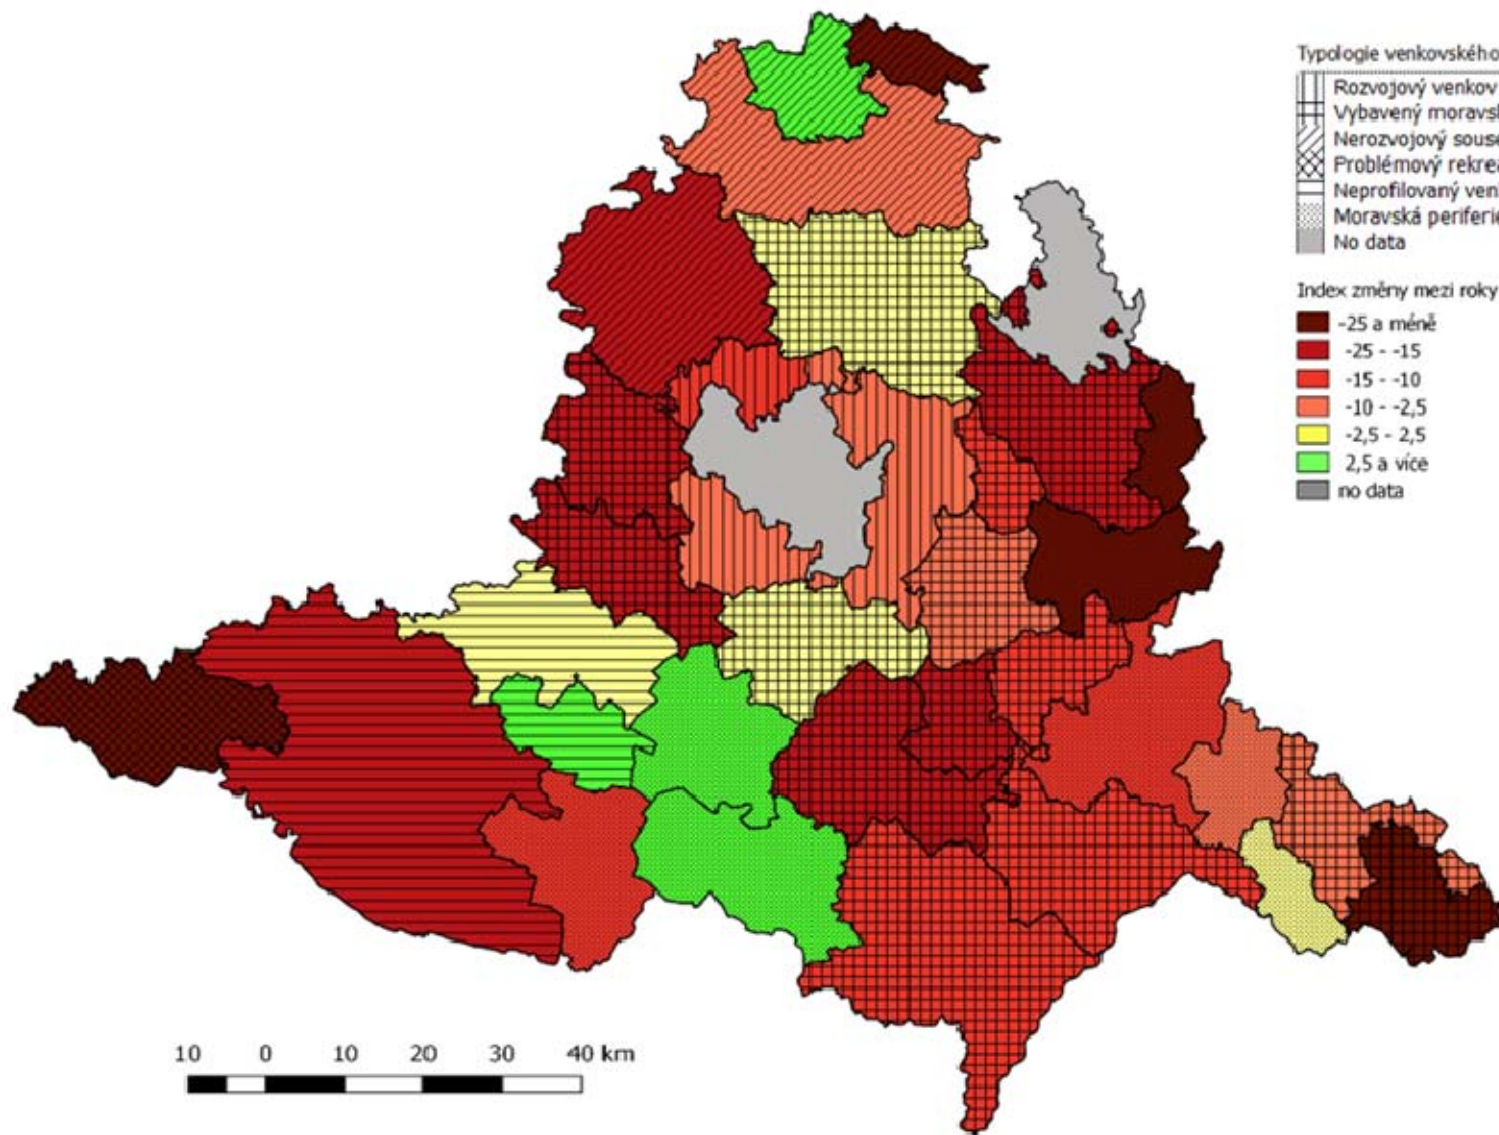 Typologie venkovského
Rozvojový venkov
Vybavený moravsk
Nerozvojový souse
Problémový rekrea
Neprofilovaný ven
Moravská periferie
No data
Index změny mezi roky
-25 a méně
-25 - -15
-15 - -10
-10 - -2,5
-2,5 - 2,5
2,5 a více
no data
10 0 10 20 30 40 km